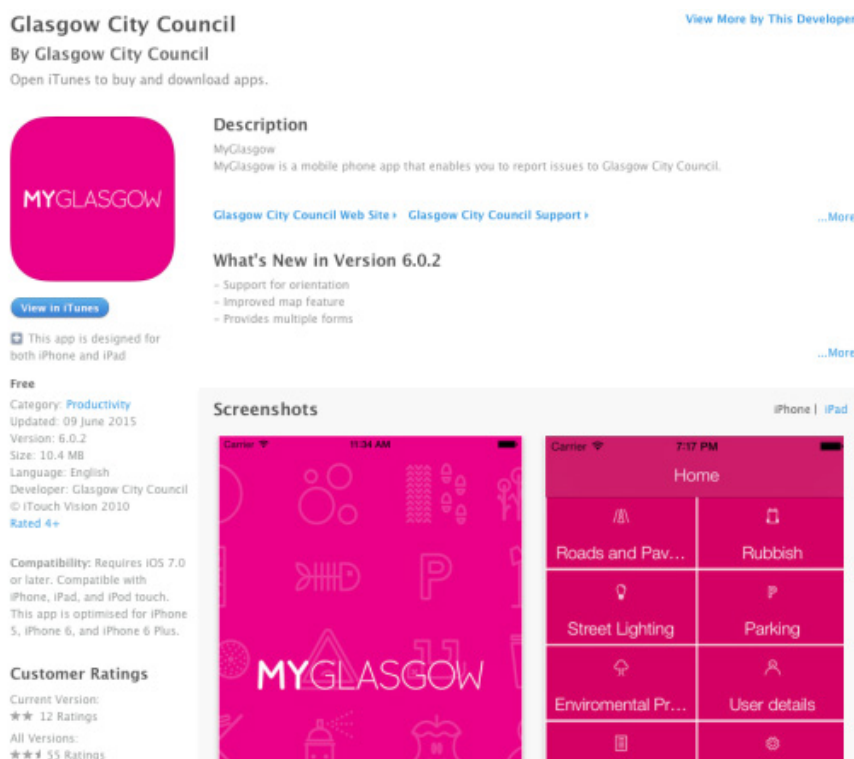 Glasgow City Council
View More by This Developer
By Glasgow City Council
Open iTunes to buy and download apps.
MYGLASGOW
View in iTunes
This app is designed for
both iPhone and iPad
Free
Category: Productivity
Updated: 09 June 2015
Version: 6.0.2
Size: 10.4 MB
Language: English
Developer: Glasgow City Council
© iTouch Vision 2010
Rated 4+
Compatibility: Requires iOS 7.0
or later. Compatible with
iPhone, iPad, and iPod touch.
This app is optimised for iPhone
5, iPhone 6, and iPhone 6 Plus.
Customer Ratings
Current Version:
★★ 12 Ratings
All Versions:
55 Ratings
Description
MyGlasgow
MyGlasgow is a mobile phone app that enables you to report issues to Glasgow City Council.
Glasgow City Council Web Site Glasgow City Council Support ...More
What's New in Version 6.0.2
– Support for orientation
– Improved map feature
– Provides multiple forms
...More
Screenshots
iPhone | iPad
Carrier 11:34 AM
P
MYGLASGOW
Carrier 7:17 PM
Home
Roads and Pav...
Rubbish
P
Street Lighting
Parking
Enviromental Pr...
User details